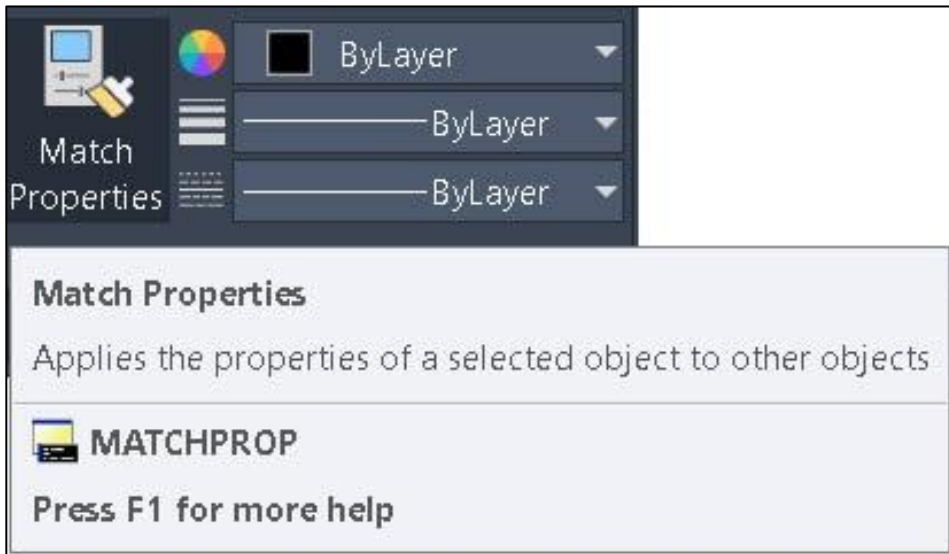 ByLayer
ByLayer
Match
Properties
ByLayer
Match Properties
Applies the properties of a selected object to other objects
MATCHPROP
Press F1 for more help